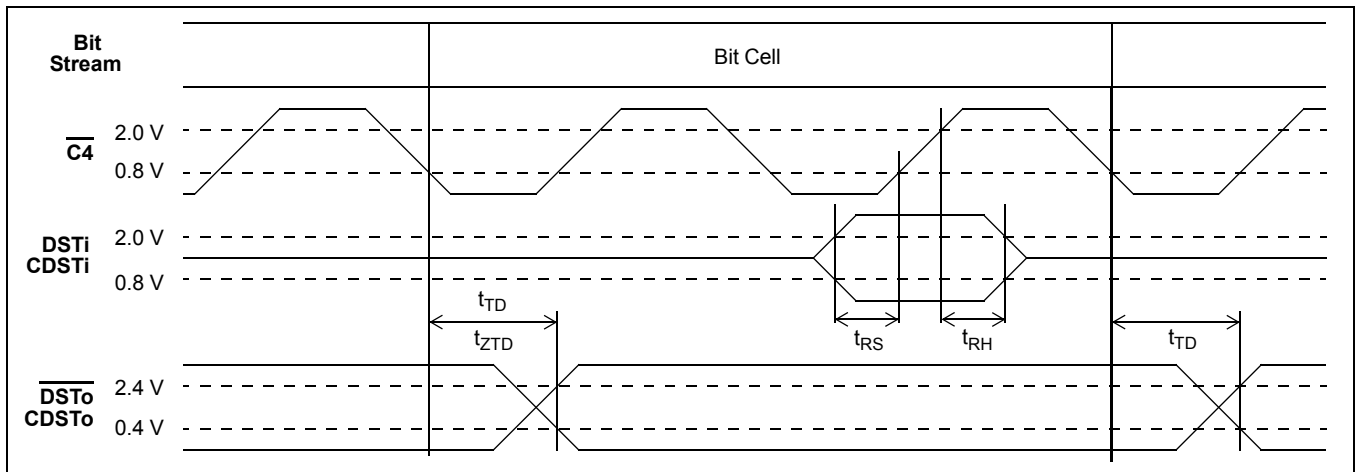 Bit
Stream
Bit Cell
C4
2.0 V
0.8 V
DSTi
CDSTi
2.0 V
0.8 V
tTD
tZTD
tRS
tRH
tTD
DSTo
CDSTo
2.4 V
0.4 V